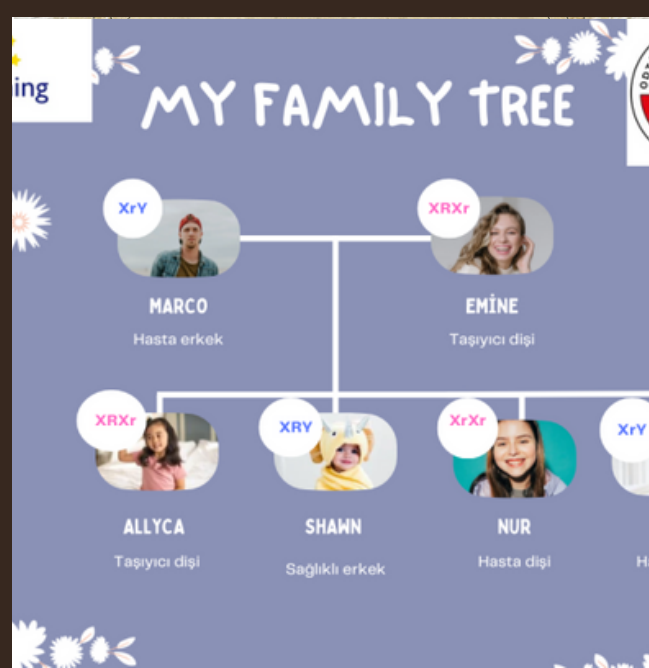 ing
MY FAMILY TREE
XrY
XRXr
MARCO
EMİNE
Hasta erkek
Taşıyıcı dişi
XRXr
XRY
XrXr
XrY
ALLYCA
SHAWN
NUR
Taşıyıcı dişi
Sağlıklı erkek
Hasta dişi
H